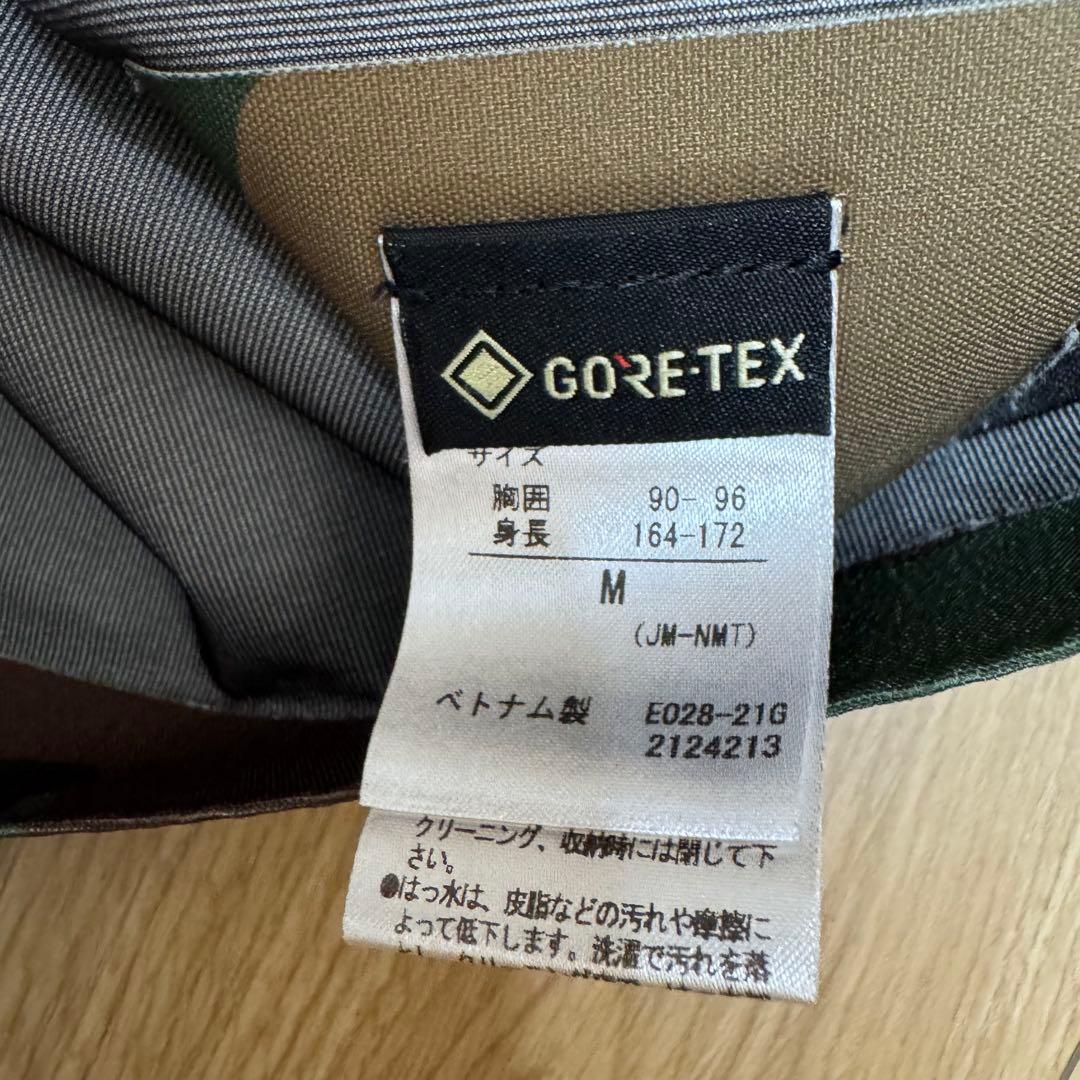 GORE-TEX
サイズ
胸囲 90- 96
身長 164-172
M
(JM-NMT)
ベトナム製 E028-21G
2124213
クリーニング、収納時には閉じて下
さい。
●はっ水は、皮脂などの汚れや摩擦に
よって低下します。洗濯で汚れを落